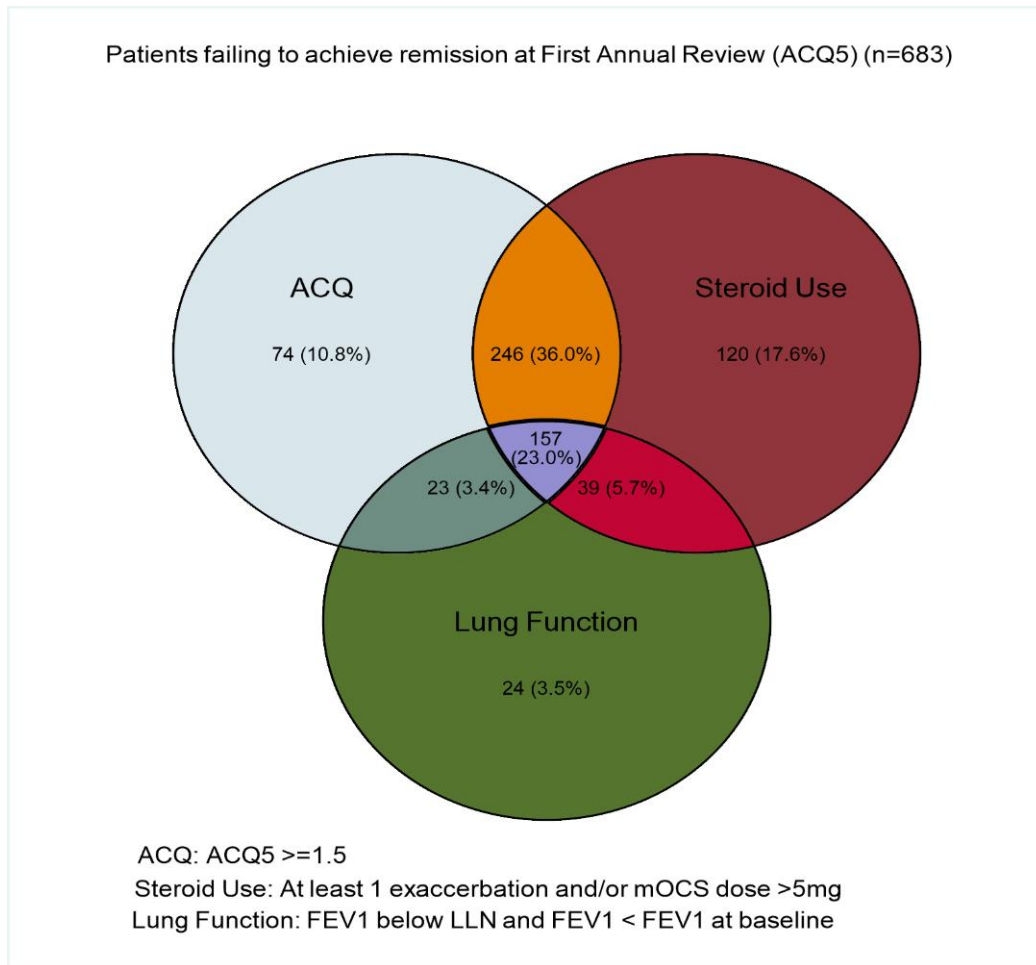 Patients failing to achieve remission at First Annual Review (ACQ5) (n=683)
ACQ
Steroid Use
74 (10.8%)
246 (36.0%)
120 (17.6%)
157
(23.0%)
23 (3.4%)
39 (5.7%)
Lung Function
24 (3.5%)
ACQ: ACQ5 >=1.5
Steroid Use: At least 1 exaccerbation and/or mOCS dose >5mg
Lung Function: FEV1 below LLN and FEV1 < FEV1 at baseline